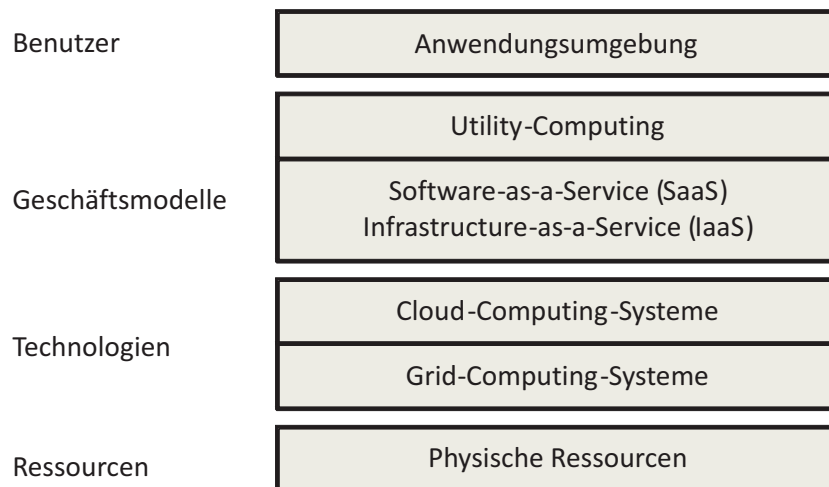 Benutzer
Anwendungsumgebung
Geschäftsmodelle
Utility-Computing
Software-as-a-Service (SaaS)
Infrastructure-as-a-Service (IaaS)
Technologien
Cloud-Computing-Systeme
Grid-Computing-Systeme
Ressourcen
Physische Ressourcen